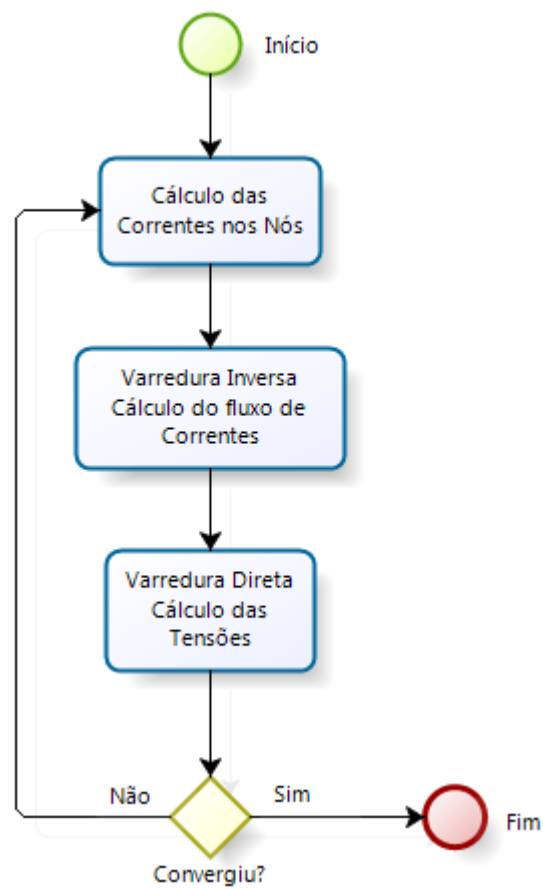 Início
Cálculo das
Correntes nos Nós
Varredura Inversa
Cálculo do fluxo de
Correntes
Varredura Direta
Cálculo das
Tensões
Não
Sim
Fim
Convergiu?